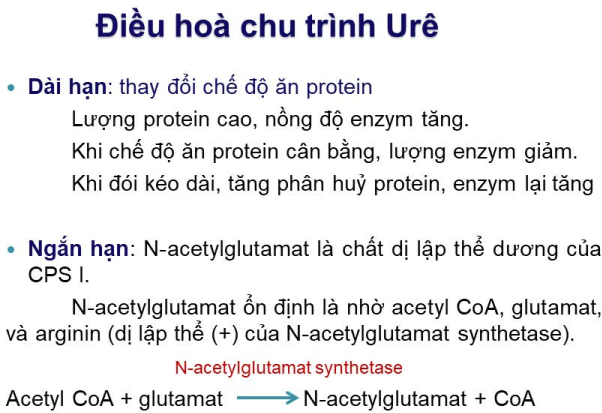 Điều hoà chu trình Urê
• Dài hạn: thay đổi chế độ ăn protein
Lượng protein cao, nồng độ enzym tăng.
Khi chế độ ăn protein cân bằng, lượng enzym giảm.
Khi đói kéo dài, tăng phân huỷ protein, enzym lại tăng
• Ngắn hạn: N-acetylglutamat là chất dị lập thể dương của
CPS I.
N-acetylglutamat ổn định là nhờ acetyl CoA, glutamat,
và arginin (dị lập thể (+) của N-acetylglutamat synthetase).
N-acetylglutamat synthetase
Acetyl CoA + glutamat → N-acetylglutamat + CoA